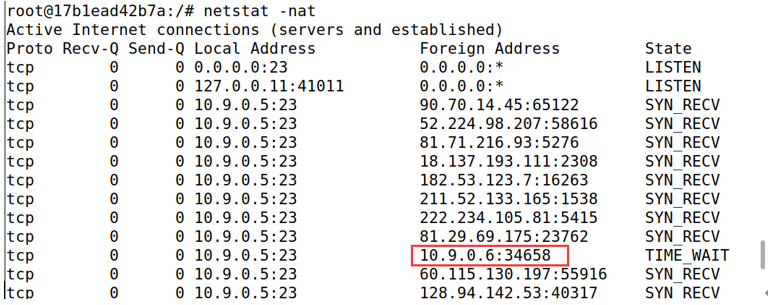 root@17b1ead42b7a:/# netstat -nat
Active Internet connections (servers and established)
Proto Recv-Q Send-Q Local Address           Foreign Address         State
tcp        0      0 0.0.0.0:23              0.0.0.0:*               LISTEN
tcp        0      0 127.0.0.11:41011        0.0.0.0:*               LISTEN
tcp        0      0 10.9.0.5:23             90.70.14.45:65122       SYN_RECV
tcp        0      0 10.9.0.5:23             52.224.98.207:58616     SYN_RECV
tcp        0      0 10.9.0.5:23             81.71.216.93:5276       SYN_RECV
tcp        0      0 10.9.0.5:23             18.137.193.111:2308     SYN_RECV
tcp        0      0 10.9.0.5:23             182.53.123.7:16263      SYN_RECV
tcp        0      0 10.9.0.5:23             211.52.133.165:1538     SYN_RECV
tcp        0      0 10.9.0.5:23             222.234.105.81:5415     SYN_RECV
tcp        0      0 10.9.0.5:23             81.29.69.175:23762      SYN_RECV
tcp        0      0 10.9.0.5:23             10.9.0.6:34658          TIME_WAIT
tcp        0      0 10.9.0.5:23             60.115.130.197:55916    SYN_RECV
tcp        0      0 10.9.0.5:23             128.94.142.53:40317     SYN_RECV